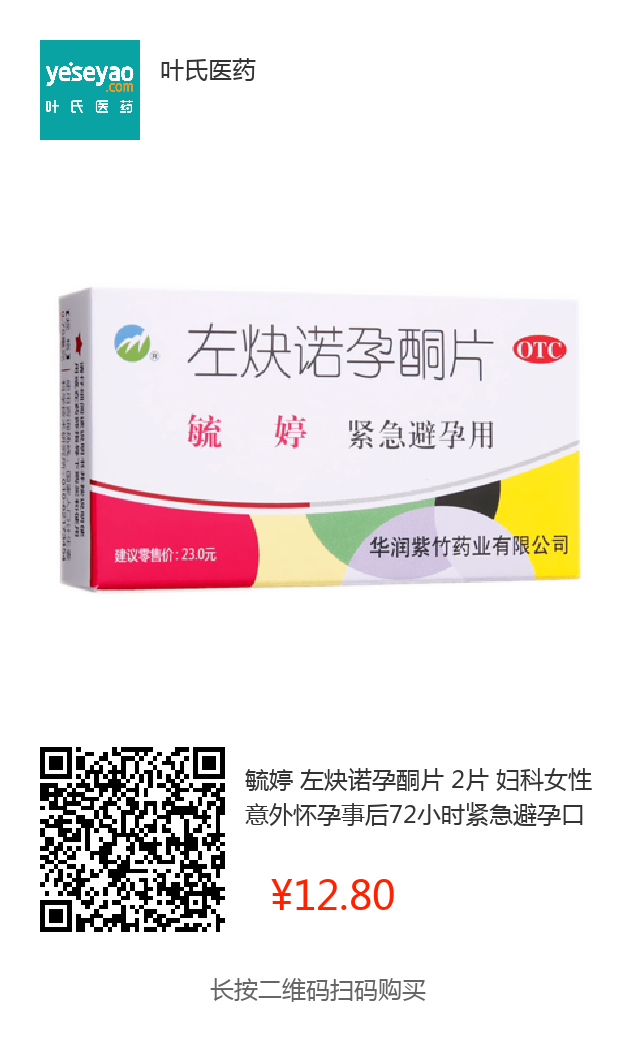 yeseyao
.com
叶氏医药
叶氏医药
左炔诺孕酮片
OTC
毓婷 紧急避孕用
建议零售价：23.0元
华润紫竹药业有限公司
毓婷 左炔诺孕酮片 2片 妇科女性
意外怀孕事后72小时紧急避孕口
¥12.80
长按二维码扫码购买